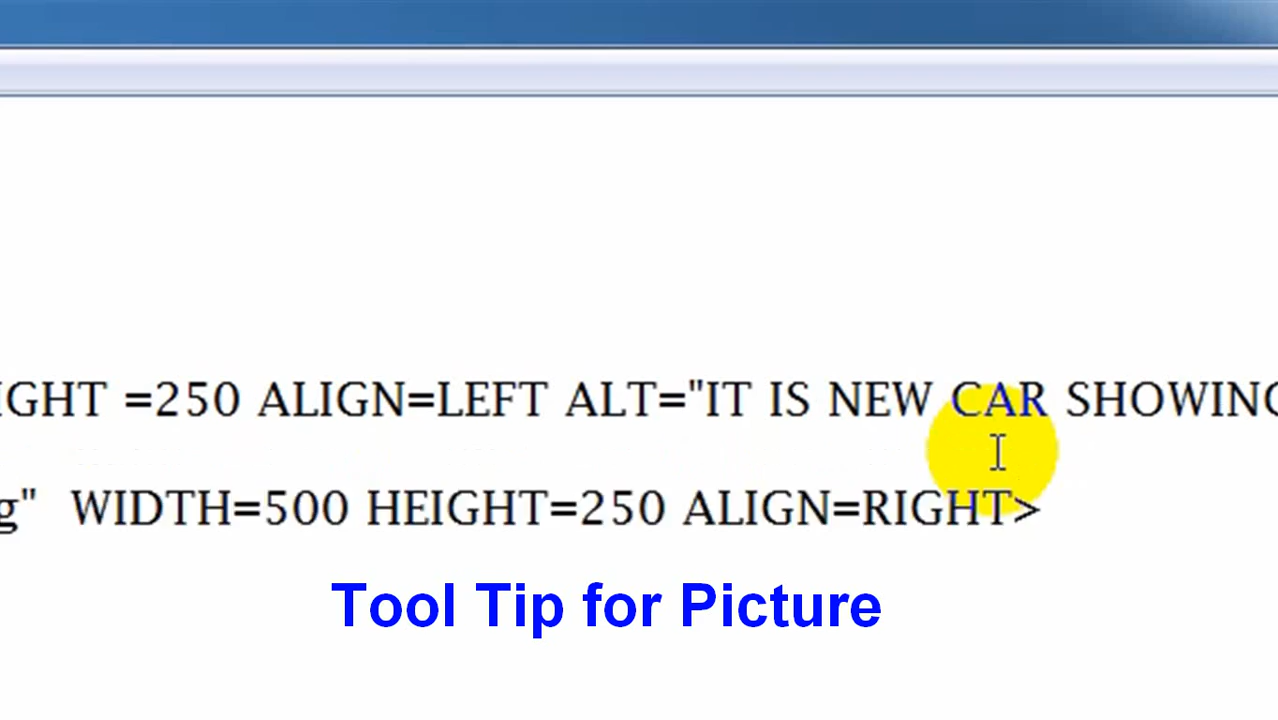 IGHT =250 ALIGN=LEFT ALT="IT IS NEW CAR SHOWING
g" WIDTH=500 HEIGHT=250 ALIGN=RIGHT>
Tool Tip for Picture